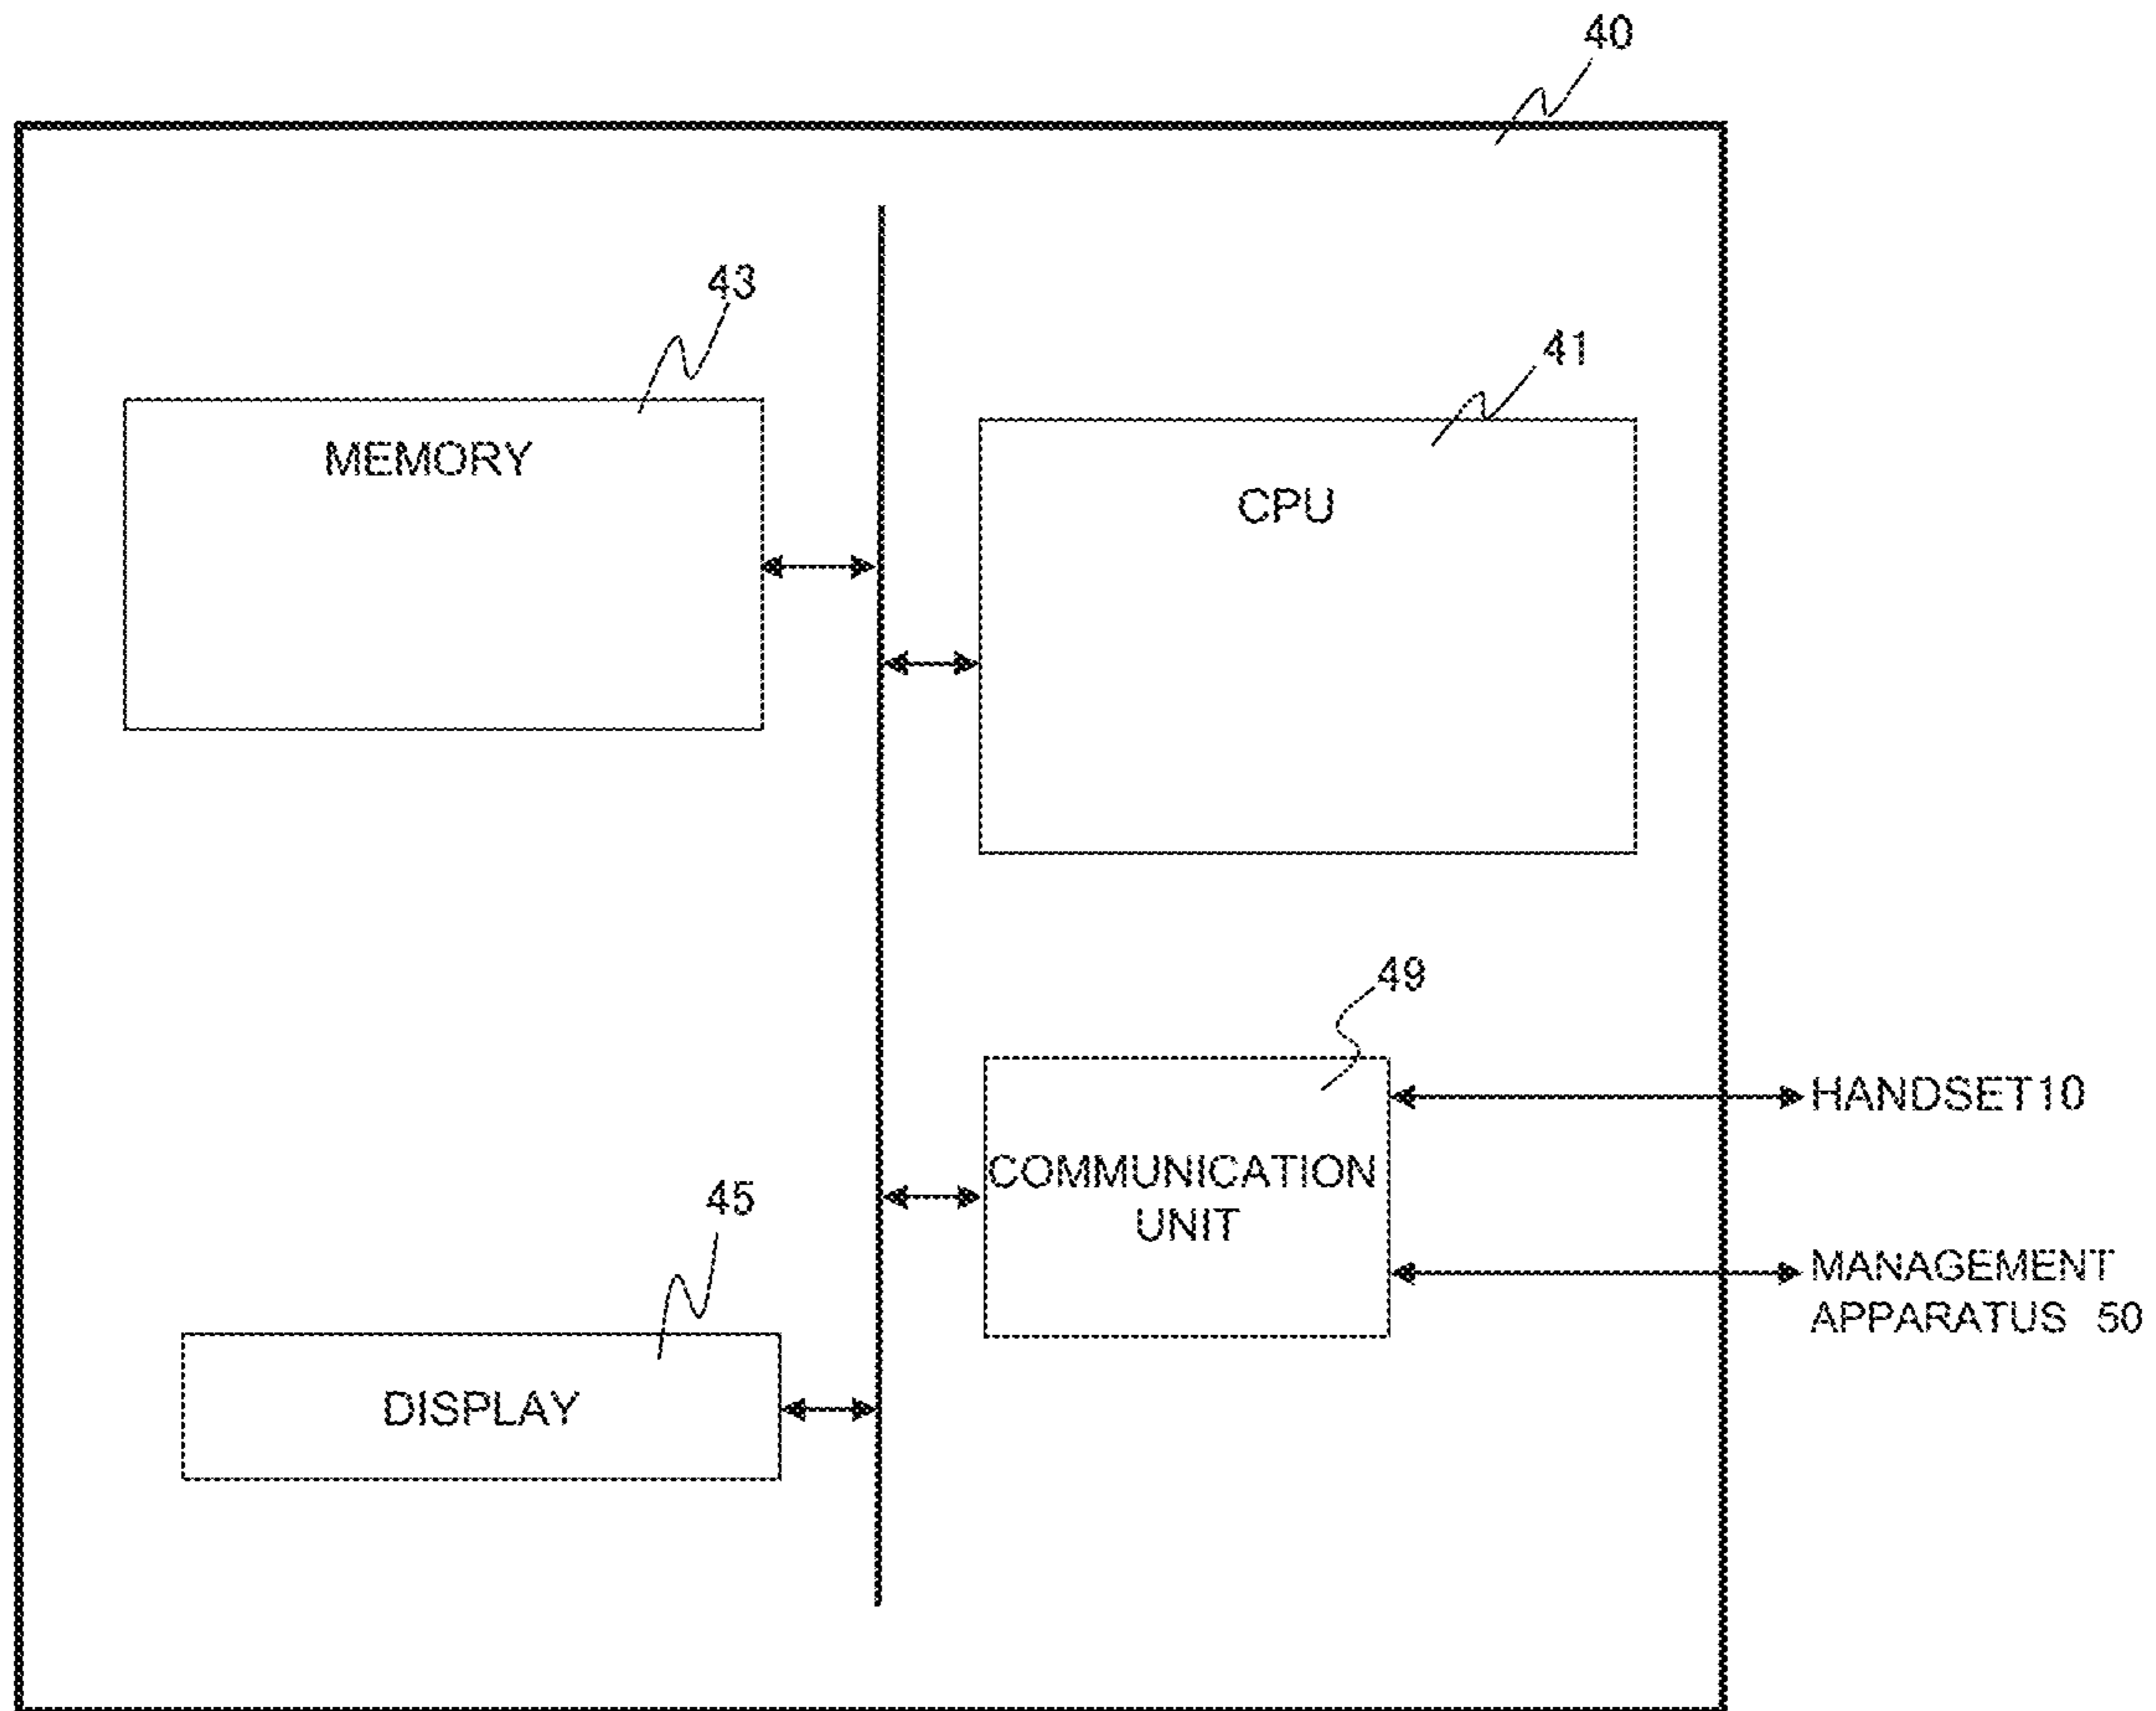 40
43
41
MEMORY
CPU
49
HANDSET10
COMMUNICATION
UNIT
45
MANAGEMENT
APPARATUS 50
DISPLAY